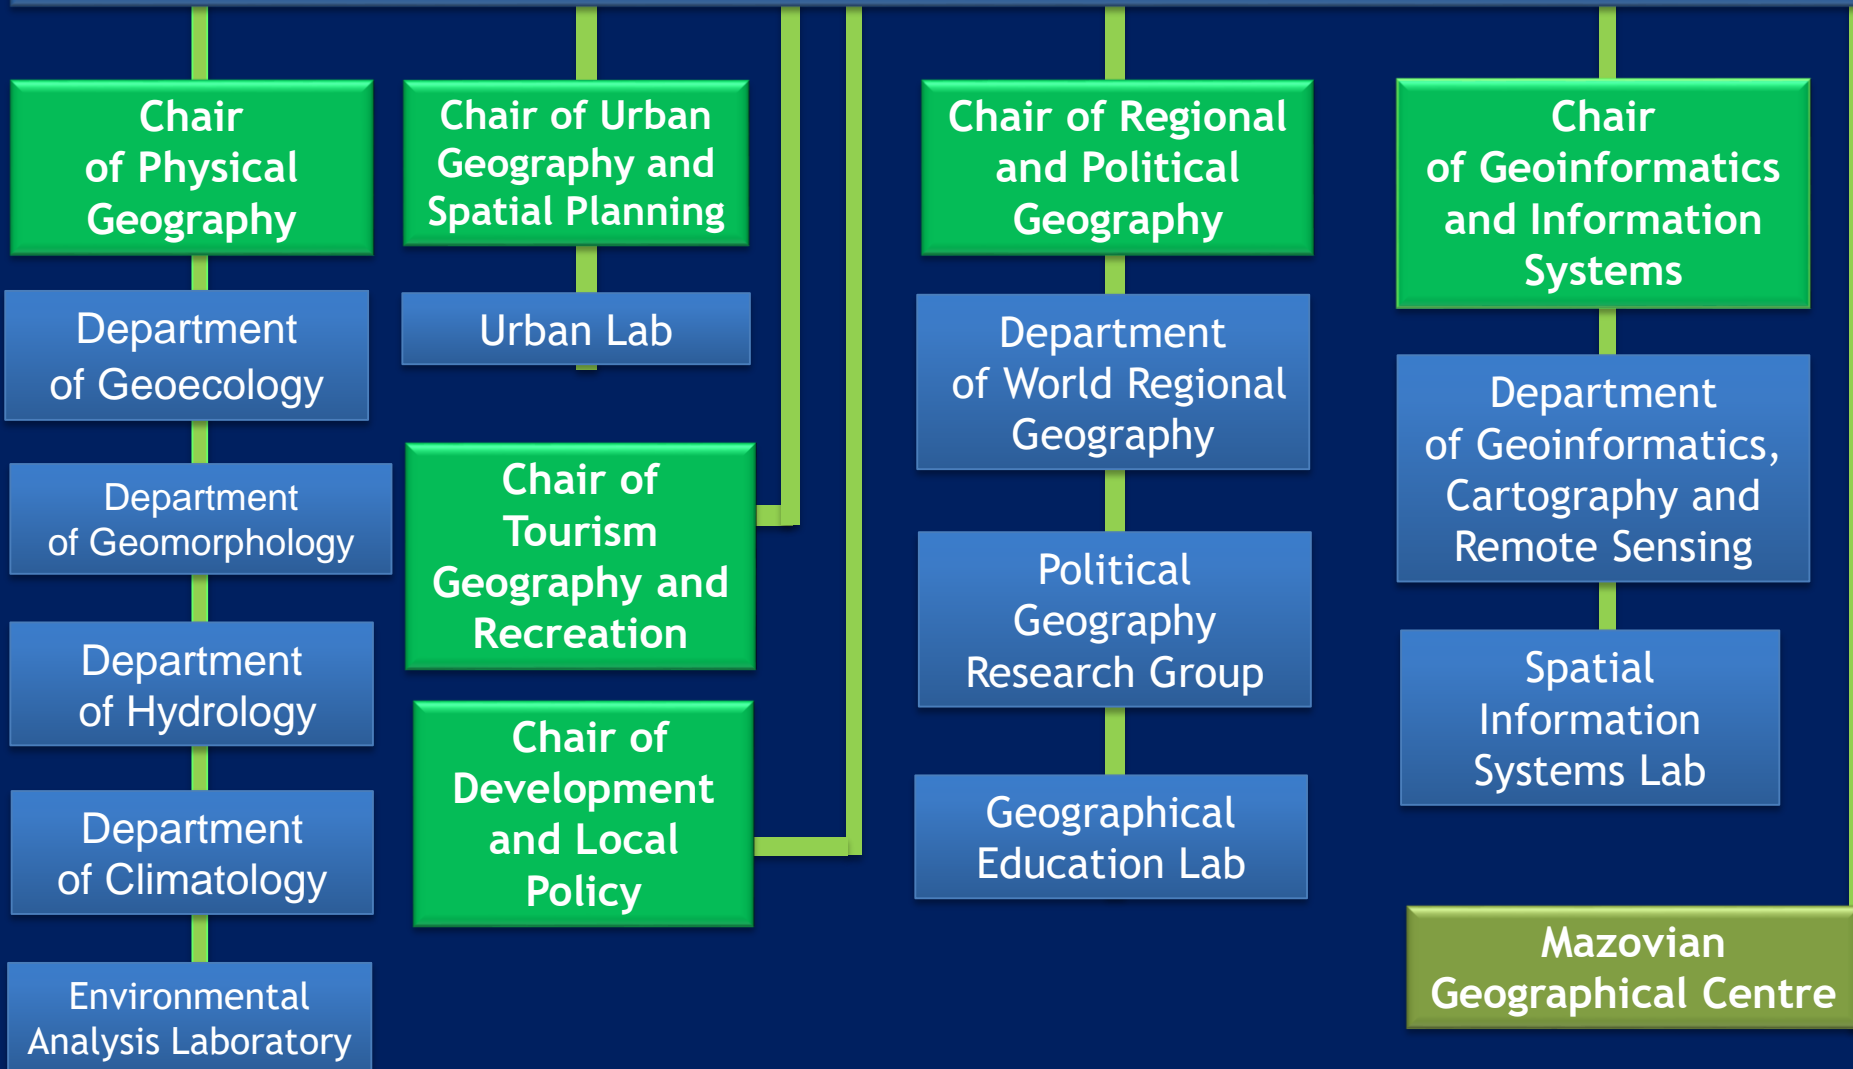 Chair
of Physical
Geography
Department
of Geoecology
Department
of Geomorphology
Department
of Hydrology
Department
of Climatology
Environmental
Analysis Laboratory
Chair of Urban
Geography and
Spatial Planning
Urban Lab
Chair of
Tourism
Geography and
Recreation
Chair of
Development
and Local
Policy
Chair of Regional
and Political
Geography
Department
of World Regional
Geography
Political
Geography
Research Group
Geographical
Education Lab
Chair
of Geoinformatics
and Information
Systems
Department
of Geoinformatics,
Cartography and
Remote Sensing
Spatial
Information
Systems Lab
Mazovian
Geographical Centre